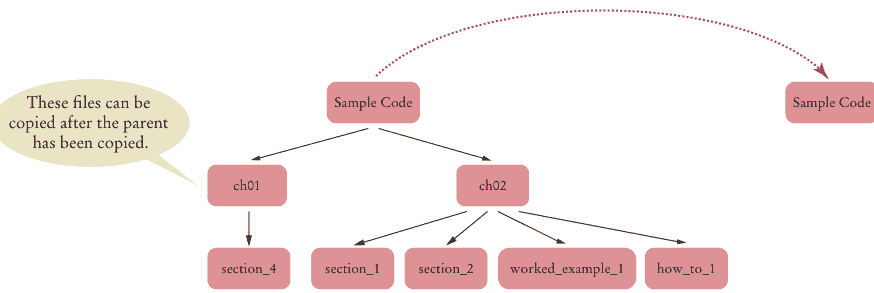 Sample Code
Sample Code
These files can be
copied after the parent
has been copied.
ch01
ch02
section_4
section_1
section_2
worked_example_1
how_to_1